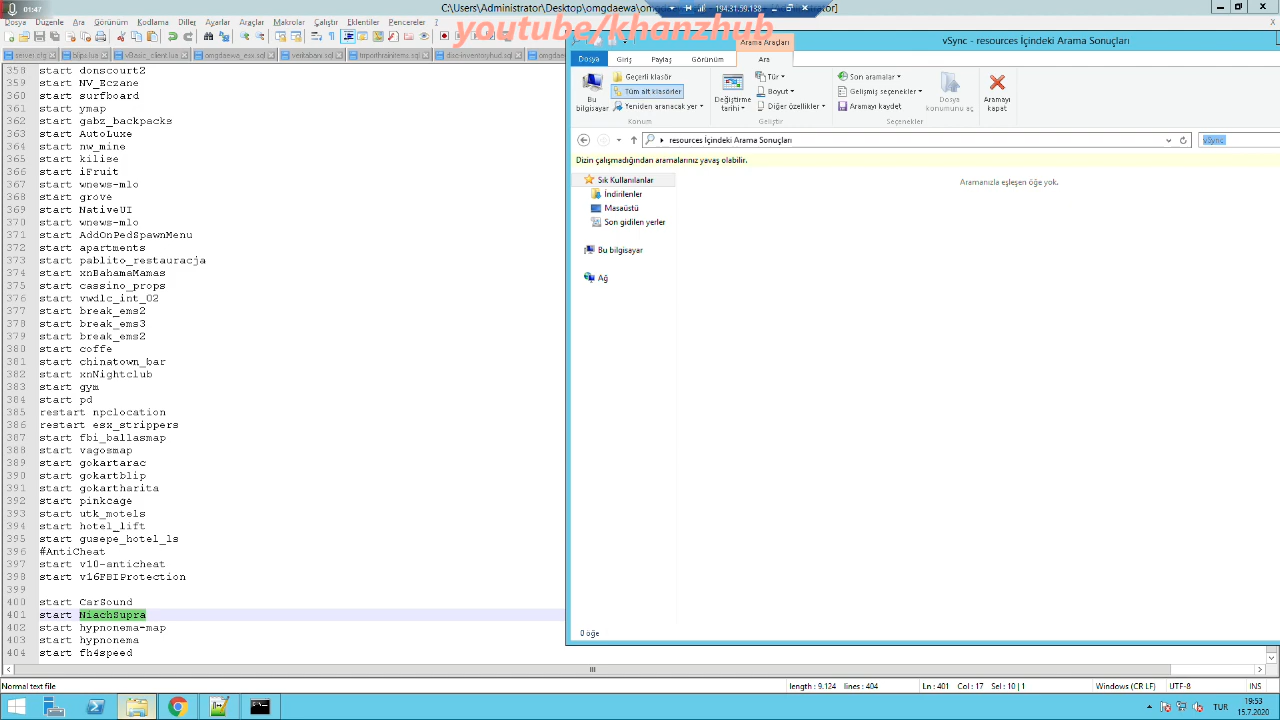 01:47
C:\Users\Administrator\Desktop\omgdaewa\
194.31.59.138
youtube/khanzhub
Dosya Düzenle Ara Görünüm Kodlama Diller Ayarlar Araçlar Makrolar Çalıştır Eklentiler Pencereler ?
server.cfg
blips.lua
vBasic_client.lua
358 start donscourt2
359 start NV_Eczane
360 start surfboard
361 start ymap
362 start gabz_backpacks
363 start AutoLuxe
364 start nw_mine
365 start kilise
366 start iFruit
367 start wnews-mlo
368 start grove
369 start NativeUI
370 start wnews-mlo
371 start AddOnPedSpawnMenu
372 start apartments
373 start pablito_restauracja
374 start xnBahamaMamas
375 start cassino_props
376 start vwdlc_int_02
377 start break_ems2
378 start break_ems3
379 start break_ems2
380 start coffe
381 start chinatown_bar
382 start xnNightclub
383 start gym
384 start pd
385 restart npclocation
386 restart esx_strippers
387 start fbi_ballasmap
388 start vagosmap
389 start gokartarac
390 start gokartblip
391 start gokartharita
392 start pinkcage
393 start utk_motels
394 start hotel_lift
395 start gusepe_hotel_ls
396 #AntiCheat
397 start v10-anticheat
398 start v16FBIProtection
399
400 start CarSound
401 start NiachSupra
402 start hypnonema-map
403 start hypnonema
404 start fh4speed
Arama Araçları
vSync - resources İçindeki Arama Sonuçları
Dosya Giriş Paylaş Görünüm Ara
Bu bilgisayar
Geçerli klasör
Tüm alt klasörler
Yeniden aranacak yer
Konum
Değiştirme tarihi
Tür
Boyut
Diğer özellikler
Geliştir
Son aramalar
Gelişmiş seçenekler
Aramayı kaydet
Dosya konumunu aç
Seçenekler
Aramayı kapat
resources İçindeki Arama Sonuçları
vSync
Dizin çalışmadığından aramalarınız yavaş olabilir.
Sık Kullanılanlar
İndirilenler
Masaüstü
Son gidilen yerler
Bu bilgisayar
Ağ
Aramanızla eşleşen öğe yok.
0 öğe
Normal text file
length : 9.124 lines : 404
Ln : 401 Col : 17 Sel : 10 | 1
Windows (CR LF)
UTF-8
INS
TUR
19:53
15.7.2020